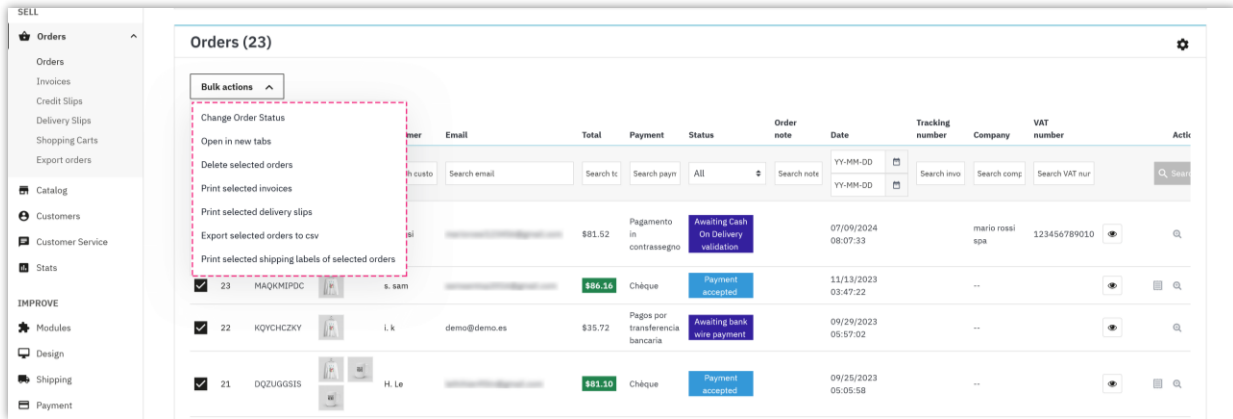 SELL
Orders
Orders
Invoices
Credit Slips
Delivery Slips
Shopping Carts
Export orders
Catalog
Customers
Customer Service
Stats
IMPROVE
Modules
Design
Shipping
Payment
Orders (23)
Bulk actions
Change Order Status
Open in new tabs
Delete selected orders
Print selected invoices
Print selected delivery slips
Export selected orders to csv
Print selected shipping labels of selected orders
mer Email Total Payment Status Order note Date Tracking number Company VAT number Actio
h custo Search email Search to Search payn All Search note YY-MM-DD Search invo Search comp Search VAT nur Search
YY-MM-DD
si $81.52 Pagamento in contrassegno Awaiting Cash On Delivery validation 07/09/2024 08:07:33 mario rossi spa 123456789010
23 MAQKMIPDC s. sam $86.16 Chèque Payment accepted 11/13/2023 03:47:22 --
22 KQYCHCZKY i. k demo@demo.es $35.72 Pagos por transferencia bancaria Awaiting bank wire payment 09/29/2023 05:57:02 --
21 DQZUGGSIS H. Le $81.10 Chèque Payment accepted 09/25/2023 05:05:58 --